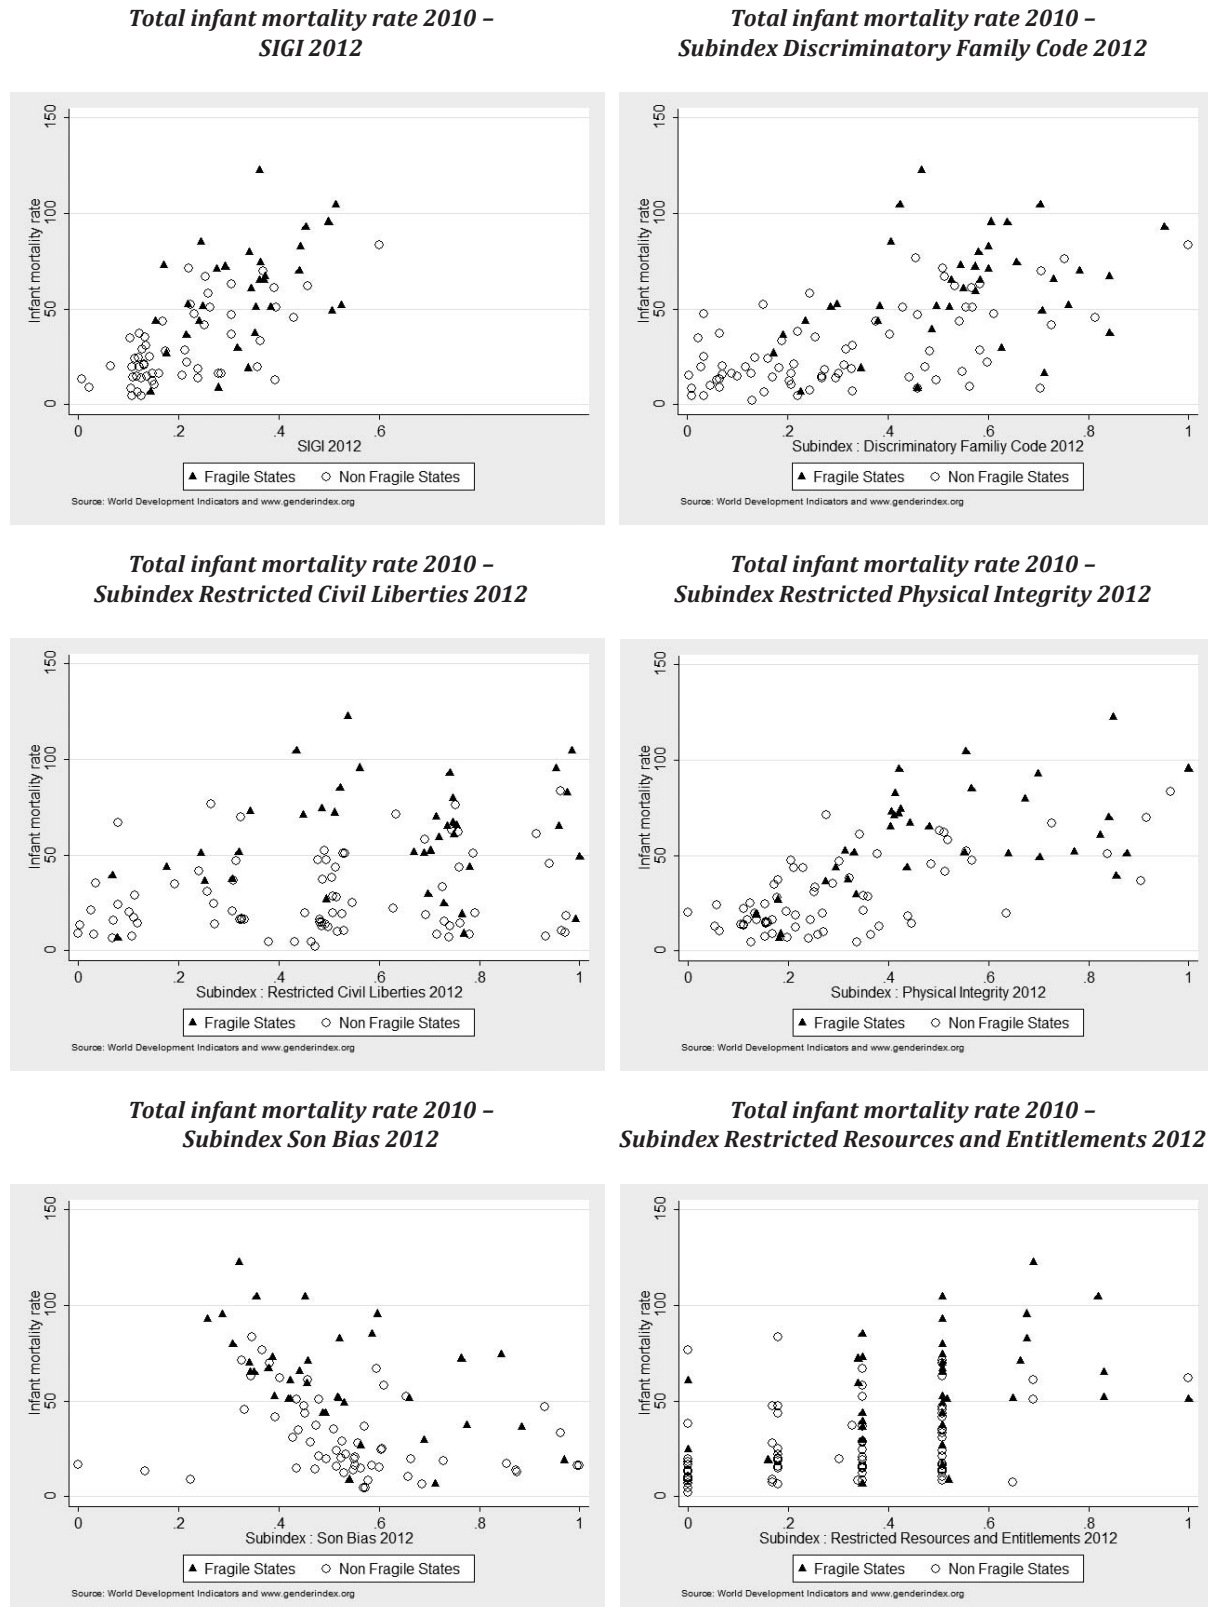 Total infant mortality rate 2010 –
SIGI 2012
Total infant mortality rate 2010 –
Subindex Discriminatory Family Code 2012
Infant mortality rate
0
50
100
150
0
.2
.4
.6
SIGI 2012
Fragile States
Non Fragile States
Source: World Development Indicators and www.genderindex.org
Infant mortality rate
0
50
100
150
0
.2
.4
.6
.8
1
Subindex : Discriminatory Familiy Code 2012
Fragile States
Non Fragile States
Source: World Development Indicators and www.genderindex.org
Total infant mortality rate 2010 –
Subindex Restricted Civil Liberties 2012
Total infant mortality rate 2010 –
Subindex Restricted Physical Integrity 2012
Infant mortality rate
0
50
100
150
0
.2
.4
.6
.8
1
Subindex : Restricted Civil Liberties 2012
Fragile States
Non Fragile States
Source: World Development Indicators and www.genderindex.org
Infant mortality rate
0
50
100
150
0
.2
.4
.6
.8
1
Subindex : Physical Integrity 2012
Fragile States
Non Fragile States
Source: World Development Indicators and www.genderindex.org
Total infant mortality rate 2010 –
Subindex Son Bias 2012
Total infant mortality rate 2010 –
Subindex Restricted Resources and Entitlements 2012
Infant mortality rate
0
50
100
150
0
.2
.4
.6
.8
1
Subindex : Son Bias 2012
Fragile States
Non Fragile States
Source: World Development Indicators and www.genderindex.org
Infant mortality rate
0
50
100
150
0
.2
.4
.6
.8
1
Subindex : Restricted Resources and Entitlements 2012
Fragile States
Non Fragile States
Source: World Development Indicators and www.genderindex.org